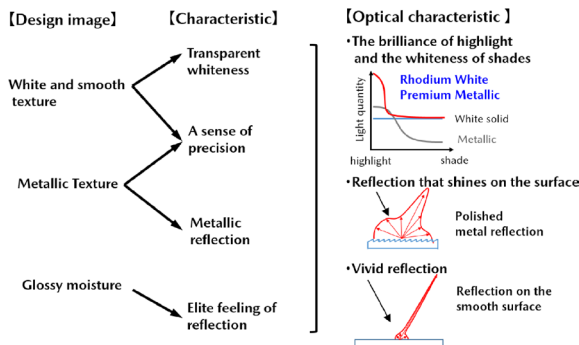 【Design image】
【Characteristic】
【Optical characteristic 】
White and smooth
texture
Metallic Texture
Glossy moisture
Transparent
whiteness
A sense of
precision
Metallic
reflection
Elite feeling of
reflection
•The brilliance of highlight
and the whiteness of shades
Light quantity
Rhodium White
Premium Metallic
White solid
Metallic
highlight
shade
•Reflection that shines on the surface
Polished
metal reflection
•Vivid reflection
Reflection on the
smooth surface